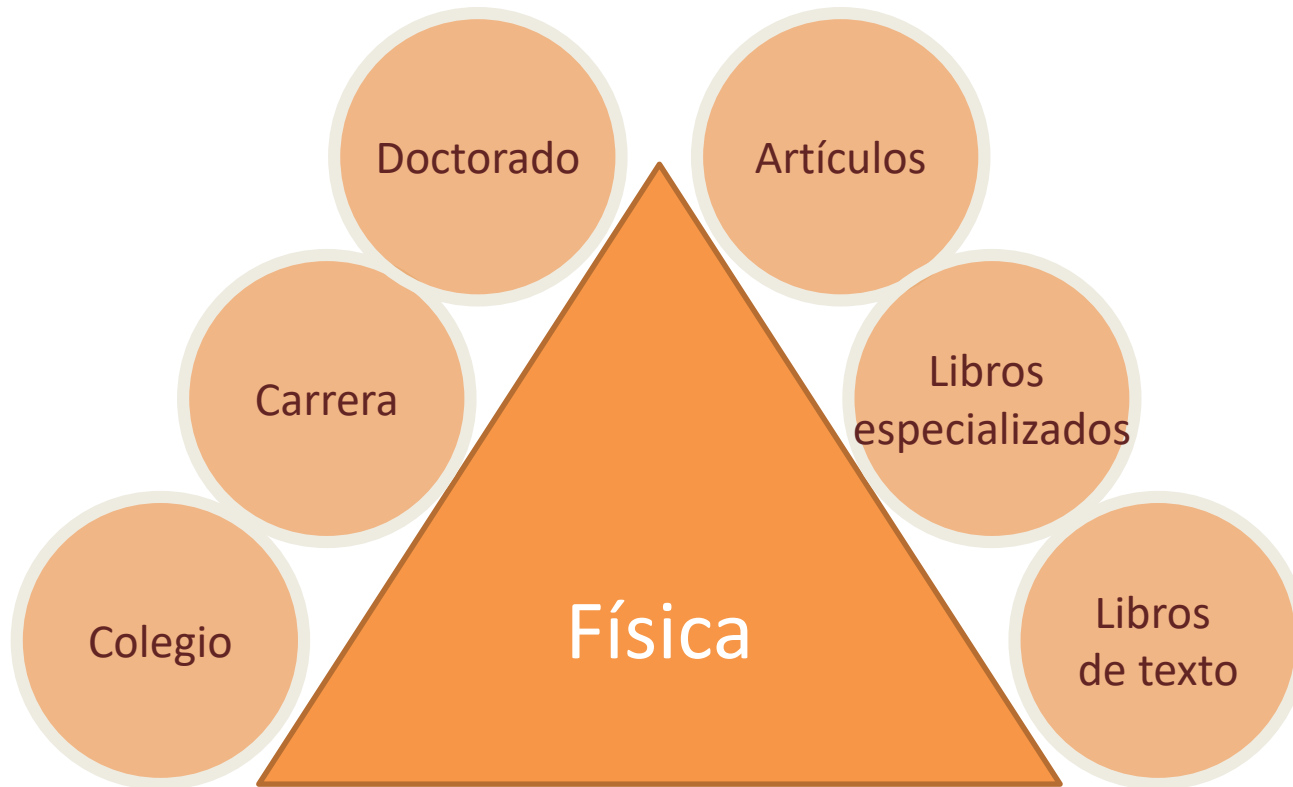 Doctorado
Artículos
Carrera
Libros
especializados
Colegio
Física
Libros
de texto